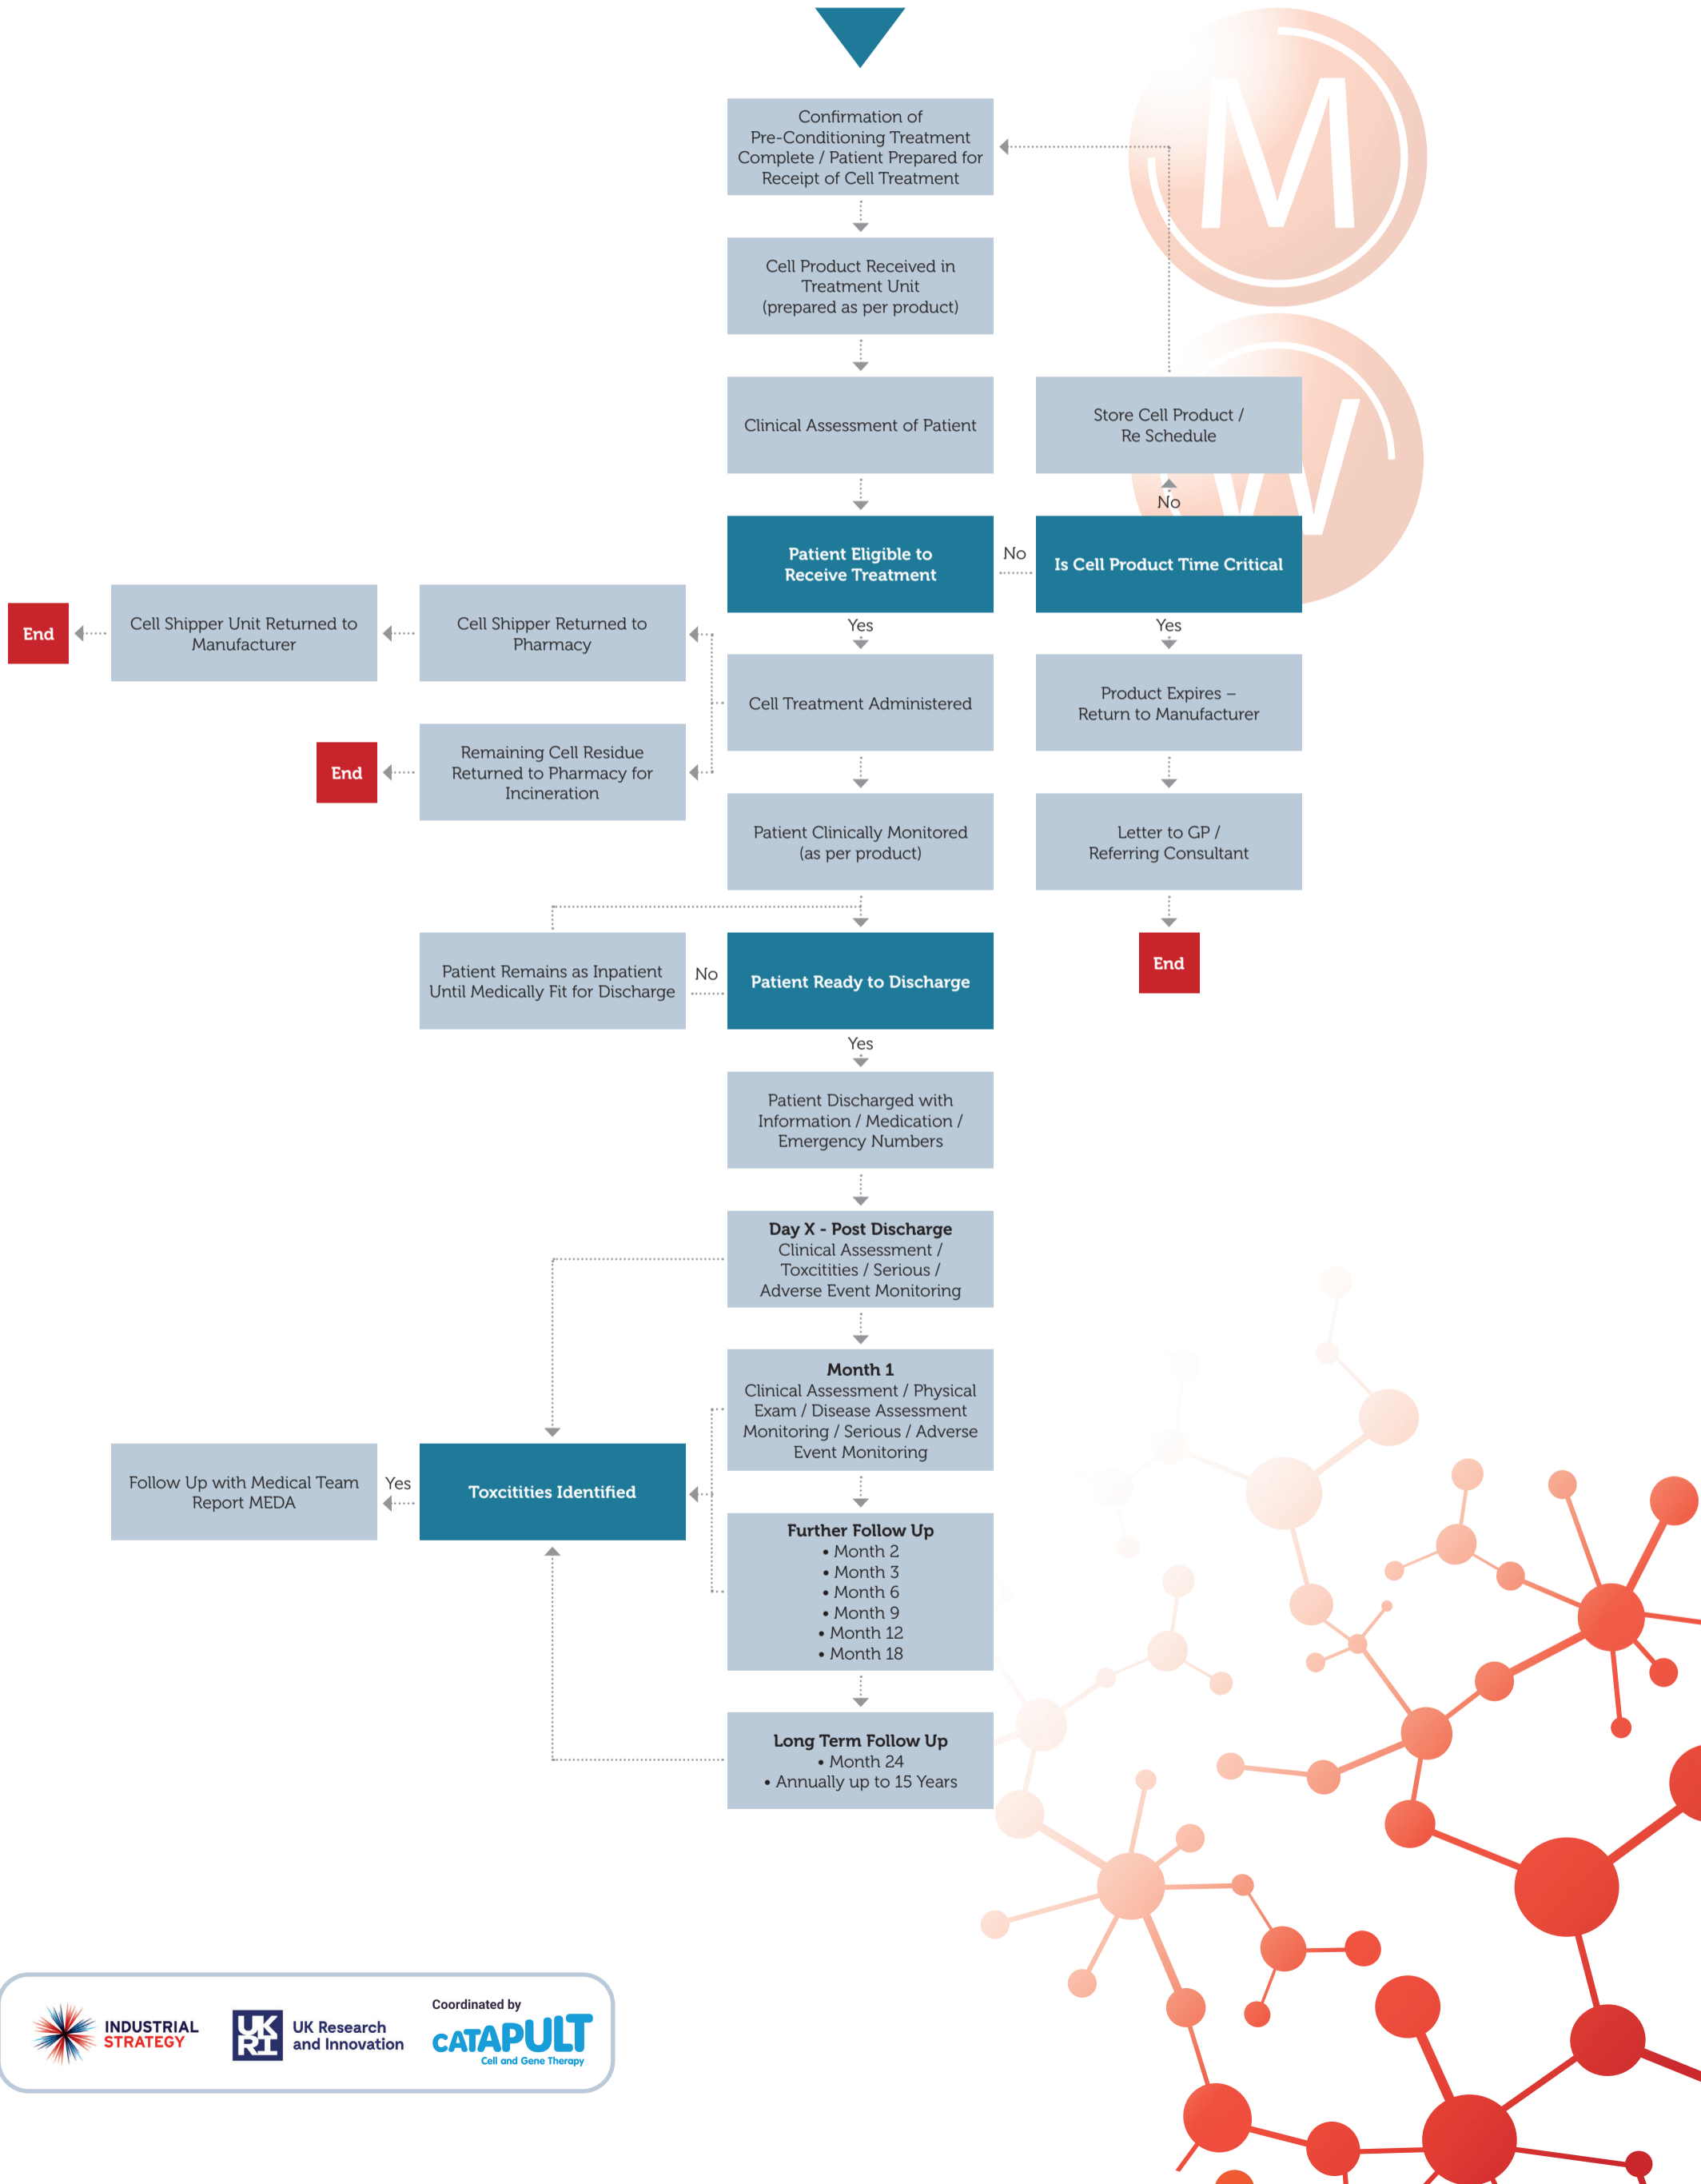 M
W
Confirmation of
Pre-Conditioning Treatment
Complete / Patient Prepared for
Receipt of Cell Treatment
Cell Product Received in
Treatment Unit
(prepared as per product)
Clinical Assessment of Patient
Store Cell Product /
Re Schedule
No
Patient Eligible to
Receive Treatment
No
Is Cell Product Time Critical
Yes
Yes
End
Cell Shipper Unit Returned to
Manufacturer
Cell Shipper Returned to
Pharmacy
Cell Treatment Administered
Product Expires –
Return to Manufacturer
End
Remaining Cell Residue
Returned to Pharmacy for
Incineration
Patient Clinically Monitored
(as per product)
Letter to GP /
Referring Consultant
Patient Remains as Inpatient
Until Medically Fit for Discharge
No
Patient Ready to Discharge
End
Yes
Patient Discharged with
Information / Medication /
Emergency Numbers
Day X - Post Discharge
Clinical Assessment /
Toxcitities / Serious /
Adverse Event Monitoring
Month 1
Clinical Assessment / Physical
Exam / Disease Assessment
Monitoring / Serious / Adverse
Event Monitoring
Follow Up with Medical Team
Report MEDA
Yes
Toxcitities Identified
Further Follow Up
• Month 2
• Month 3
• Month 6
• Month 9
• Month 12
• Month 18
Long Term Follow Up
• Month 24
• Annually up to 15 Years
INDUSTRIAL
STRATEGY
UK
RI
UK Research
and Innovation
Coordinated by
CATAPULT
Cell and Gene Therapy